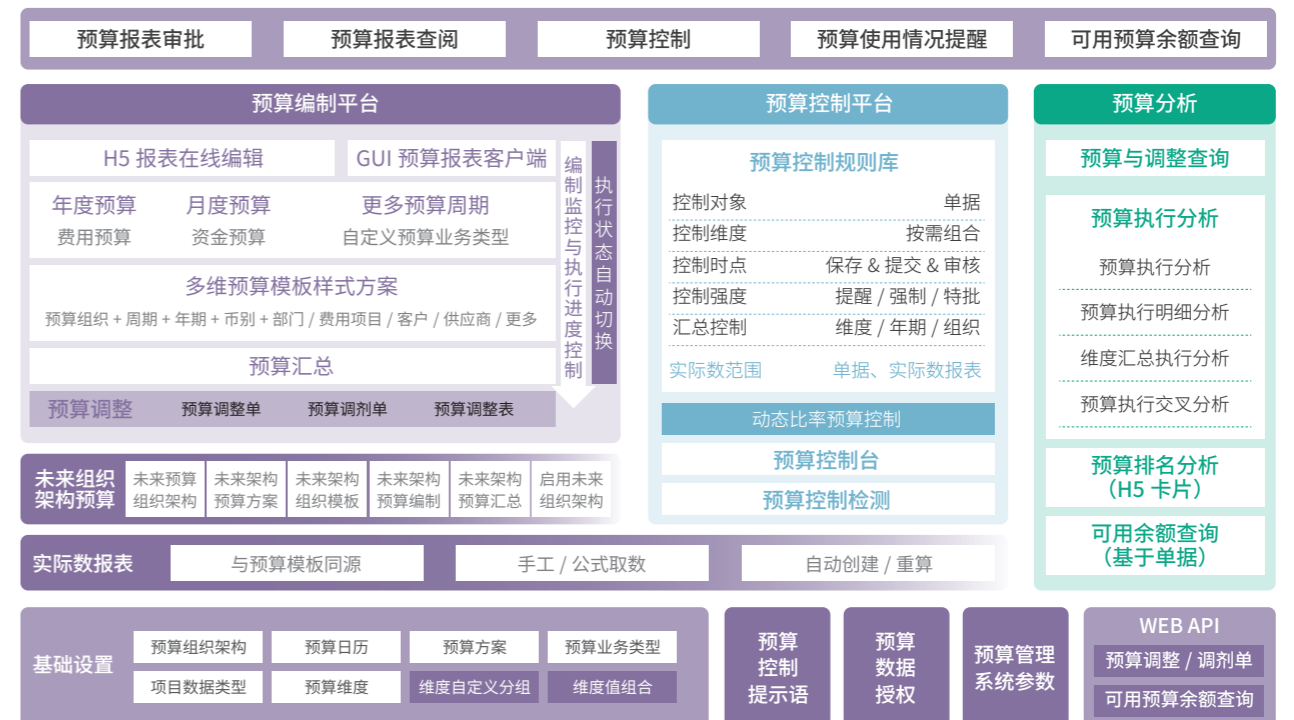 预算报表审批
预算报表查阅
预算控制
预算使用情况提醒
可用预算余额查询
预算编制平台
H5 报表在线编辑
GUI 预算报表客户端
年度预算
月度预算
更多预算周期
费用预算
资金预算
自定义预算业务类型
多维预算模板样式方案
预算组织 + 周期 + 年期 + 币别 + 部门 / 费用项目 / 客户 / 供应商 / 更多
预算汇总
预算调整
预算调整单
预算调剂单
预算调整表
编制监控与执行进度控制
执行状态自动切换
预算控制平台
预算控制规则库
控制对象
单据
控制维度
按需组合
控制时点
保存 & 提交 & 审核
控制强度
提醒 / 强制 / 特批
汇总控制
维度 / 年期 / 组织
实际数范围
单据、实际数报表
动态比率预算控制
预算控制台
预算控制检测
预算分析
预算与调整查询
预算执行分析
预算执行分析
预算执行明细分析
维度汇总执行分析
预算执行交叉分析
预算排名分析
（H5 卡片）
可用余额查询
（基于单据）
未来组织
架构预算
未来预算
组织架构
未来架构
预算方案
未来架构
组织模板
未来架构
预算编制
未来架构
预算汇总
启用未来
组织架构
实际数报表
与预算模板同源
手工 / 公式取数
自动创建 / 重算
基础设置
预算组织架构
预算日历
预算方案
预算业务类型
项目数据类型
预算维度
维度自定义分组
维度值组合
预算
控制
提示语
预算
数据
授权
预算管理
系统参数
WEB API
预算调整 / 调剂单
可用预算余额查询